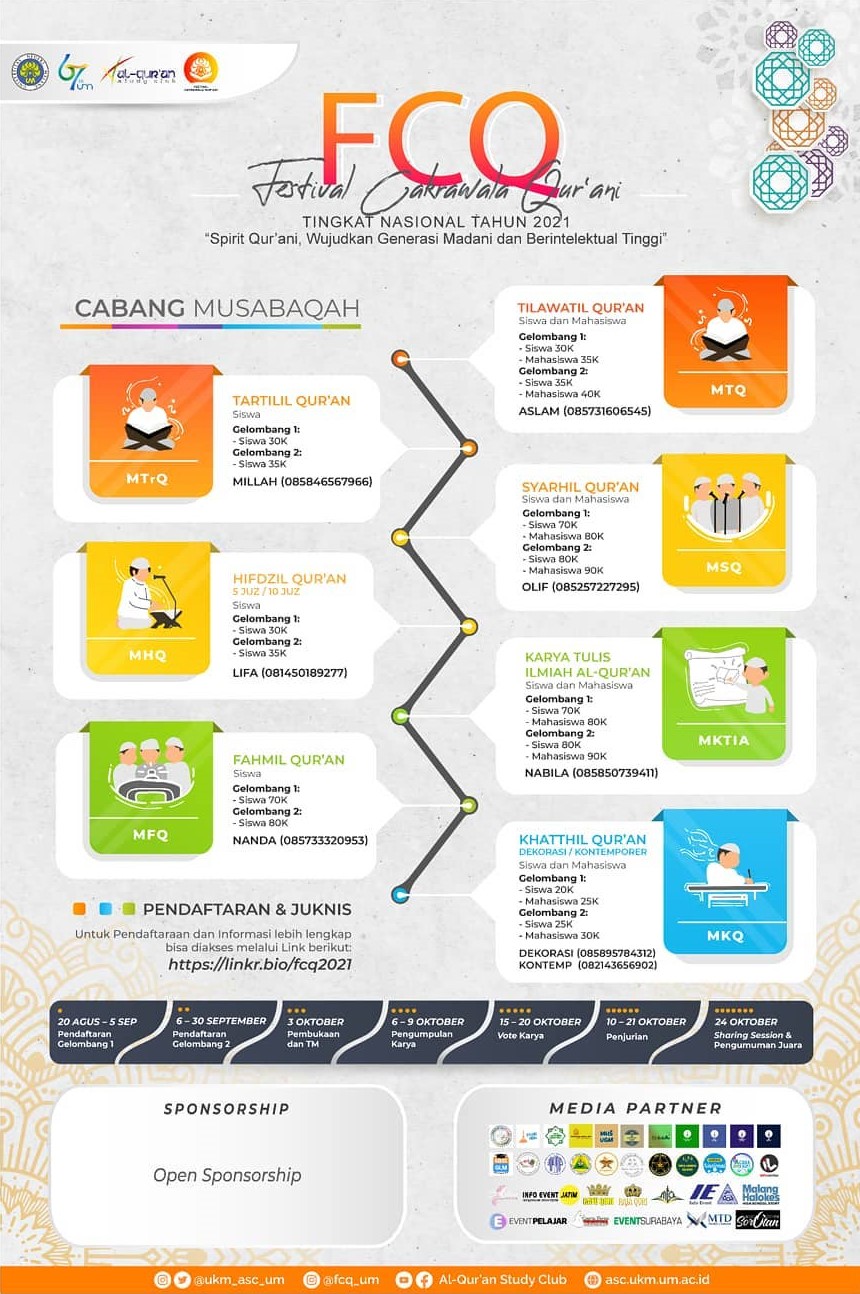 67 um
al-qur'an
study club
FCQ
Festival Cakrawala Qur'ani
TINGKAT NASIONAL TAHUN 2021
“Spirit Qur'ani, Wujudkan Generasi Madani dan Berintelektual Tinggi”
CABANG MUSABAQAH
TILAWATIL QUR'AN
Siswa dan Mahasiswa
Gelombang 1:
- Siswa 30K
- Mahasiswa 35K
Gelombang 2:
- Siswa 35K
- Mahasiswa 40K
ASLAM (085731606545)
MTQ
TARTILIL QUR'AN
Siswa
Gelombang 1:
- Siswa 30K
Gelombang 2:
- Siswa 35K
MILLAH (085846567966)
MTrQ
SYARHIL QUR'AN
Siswa dan Mahasiswa
Gelombang 1:
- Siswa 70K
- Mahasiswa 80K
Gelombang 2:
- Siswa 80K
- Mahasiswa 90K
OLIF (085257227295)
MSQ
HIFDZIL QUR'AN
5 JUZ / 10 JUZ
Siswa
Gelombang 1:
- Siswa 30K
Gelombang 2:
- Siswa 35K
LIFA (081450189277)
MHQ
KARYA TULIS
ILMIAH AL-QUR'AN
Siswa dan Mahasiswa
Gelombang 1:
- Siswa 70K
- Mahasiswa 80K
Gelombang 2:
- Siswa 80K
- Mahasiswa 90K
NABILA (085850739411)
MKTIA
FAHMIL QUR'AN
Siswa
Gelombang 1:
- Siswa 70K
Gelombang 2:
- Siswa 80K
NANDA (085733320953)
MFQ
KHATTHIL QUR'AN
DEKORASI / KONTEMPORER
Siswa dan Mahasiswa
Gelombang 1:
- Siswa 20K
- Mahasiswa 25K
Gelombang 2:
- Siswa 25K
- Mahasiswa 30K
DEKORASI (085895784312)
KONTEMP (082143656902)
MKQ
PENDAFTARAN & JUKNIS
Untuk Pendaftaraan dan Informasi lebih lengkap
bisa diakses melalui Link berikut:
https://linkr.bio/fcq2021
20 AGUS – 5 SEP
Pendaftaran
Gelombang 1
6 – 30 SEPTEMBER
Pendaftaran
Gelombang 2
3 OKTOBER
Pembukaan
dan TM
6 – 9 OKTOBER
Pengumpulan
Karya
15 – 20 OKTOBER
Vote Karya
10 – 21 OKTOBER
Penjurian
24 OKTOBER
Sharing Session &
Pengumuman Juara
SPONSORSHIP
Open Sponsorship
MEDIA PARTNER
GLM
INFO EVENT JATIM
IE
Malang
Halokes
EVENTPELAJAR
EVENTSURABAYA
MTD
@ukm_asc_um
@fcq_um
Al-Qur'an Study Club
asc.ukm.um.ac.id